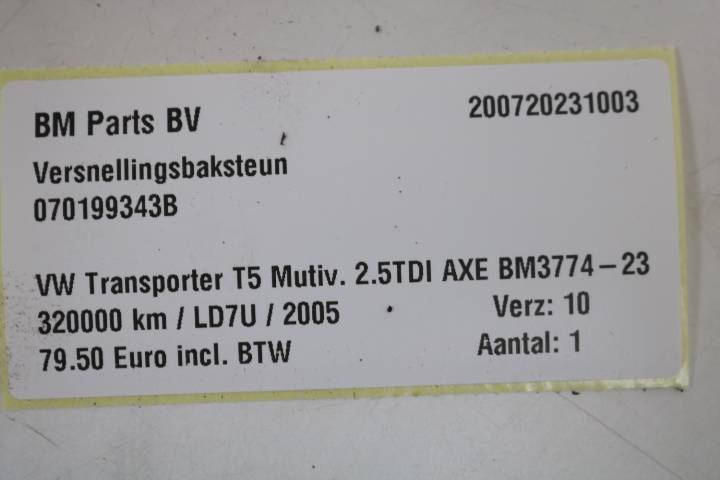 BM Parts BV 200720231003
Versnellingsbaksteun
070199343B
VW Transporter T5 Mutiv. 2.5TDI AXE BM3774-23
320000 km / LD7U / 2005 Verz: 10
79.50 Euro incl. BTW Aantal: 1